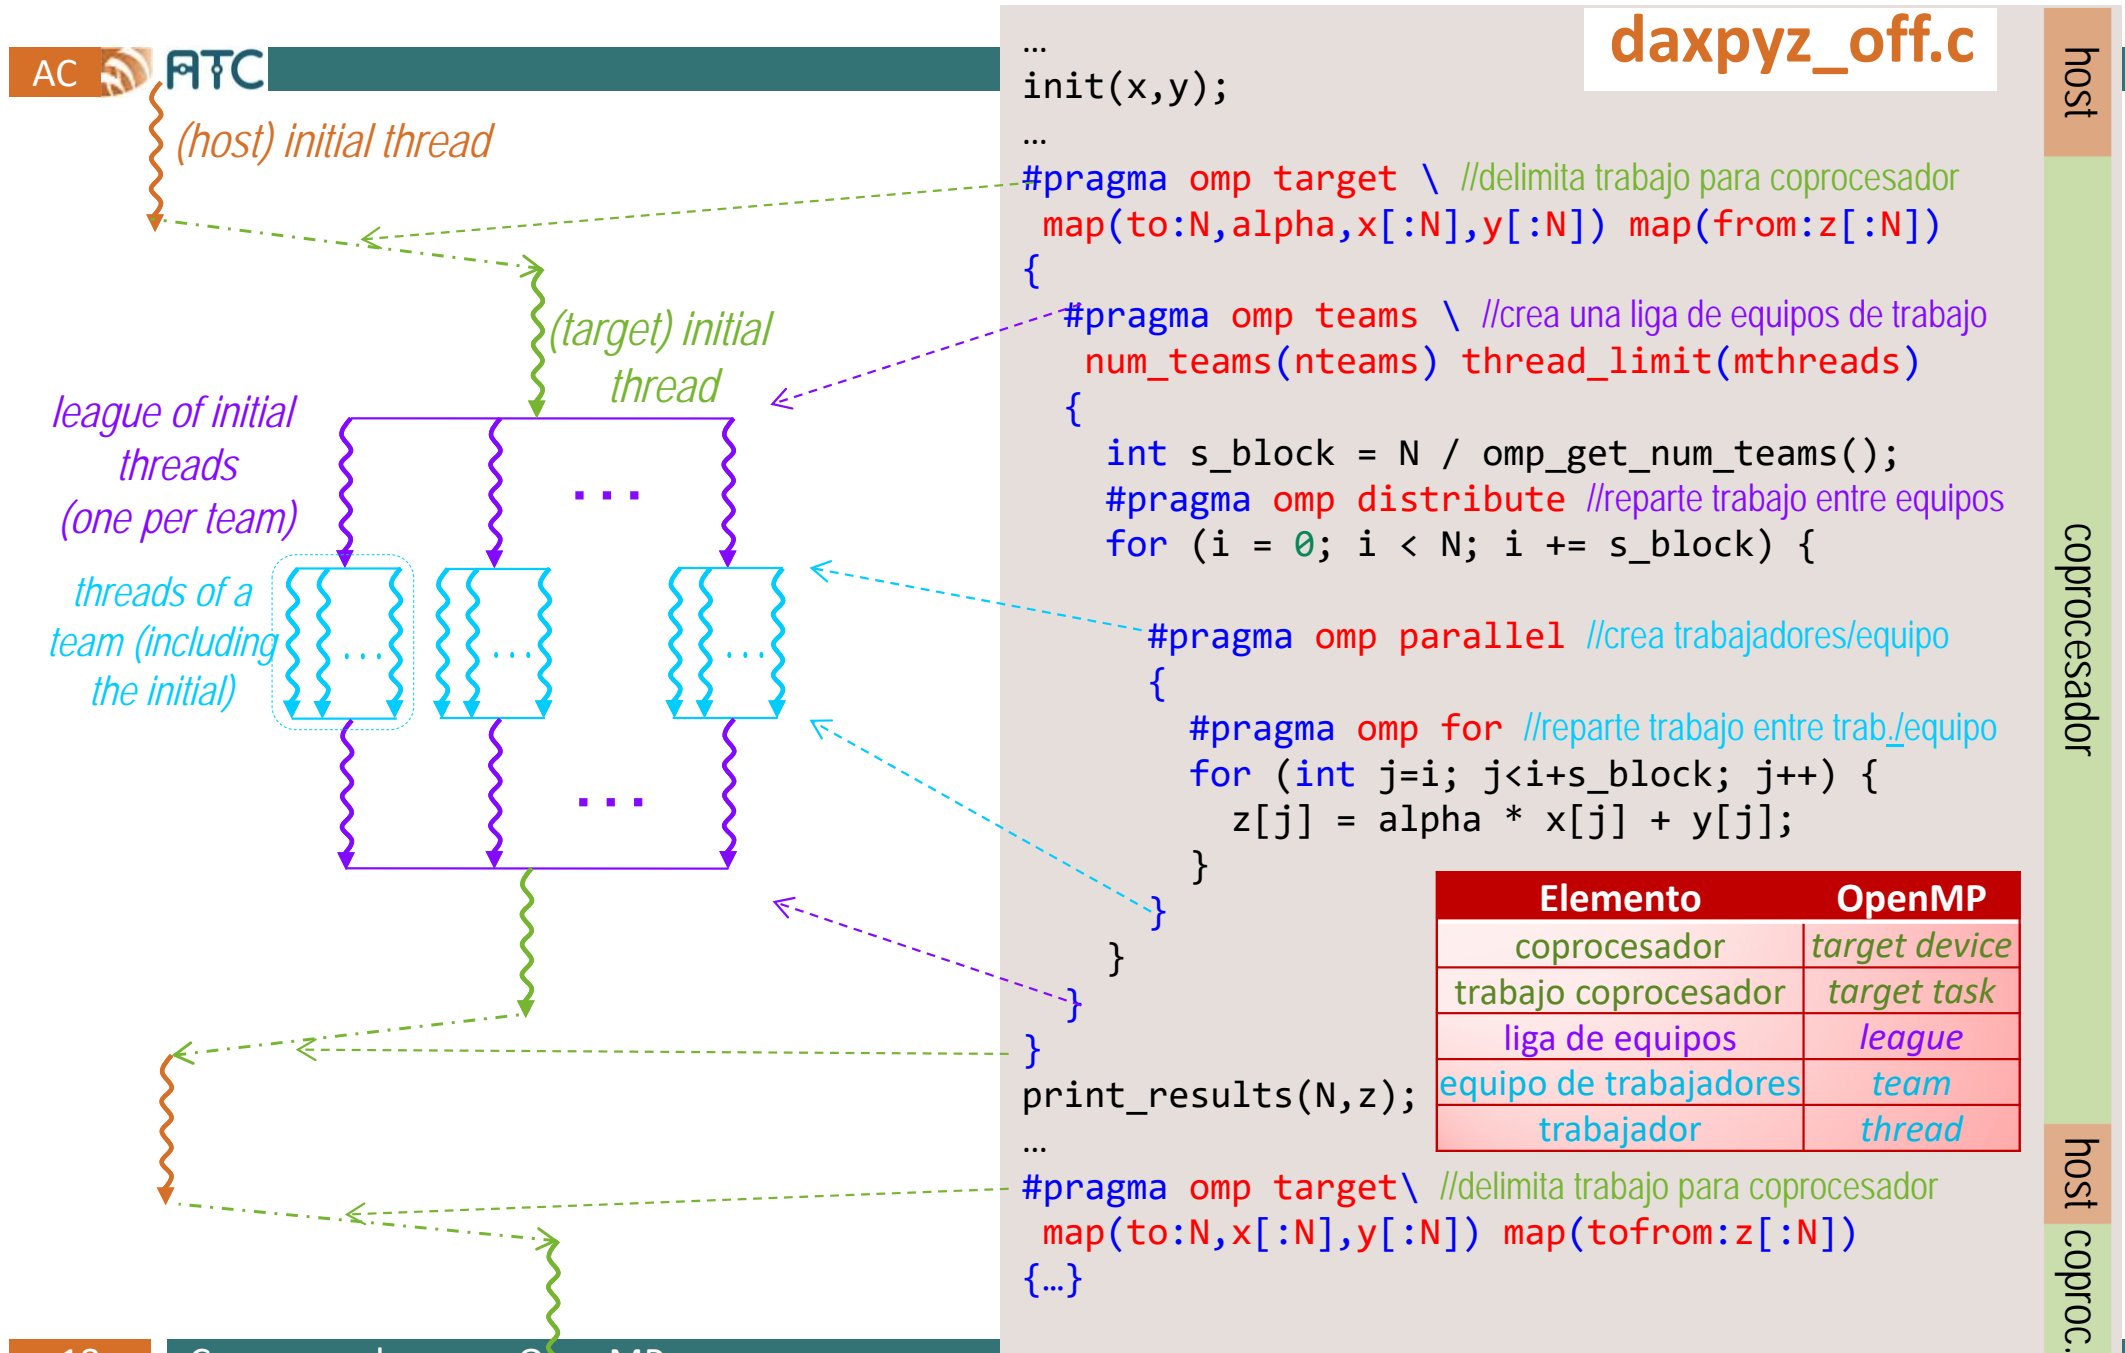 AC ATC
(host) initial thread
(target) initial
thread
league of initial
threads
(one per team)
...
threads of a
team (including
the initial)
... ... ...
...
daxpyz_off.c
…
init(x,y);
…
#pragma omp target \ //delimita trabajo para coprocesador
map(to:N,alpha,x[:N],y[:N]) map(from:z[:N])
{
#pragma omp teams \ //crea una liga de equipos de trabajo
num_teams(nteams) thread_limit(mthreads)
{
int s_block = N / omp_get_num_teams();
#pragma omp distribute //reparte trabajo entre equipos
for (i = 0; i < N; i += s_block) {
#pragma omp parallel //crea trabajadores/equipo
{
#pragma omp for //reparte trabajo entre trab./equipo
for (int j=i; j<i+s_block; j++) {
z[j] = alpha * x[j] + y[j];
}
}
}
}
}
print_results(N,z);
…
#pragma omp target\ //delimita trabajo para coprocesador
map(to:N,x[:N],y[:N]) map(tofrom:z[:N])
{…}
Elemento OpenMP
coprocesador target device
trabajo coprocesador target task
liga de equipos league
equipo de trabajadores team
trabajador thread
host
coprocesador
host
coproc.